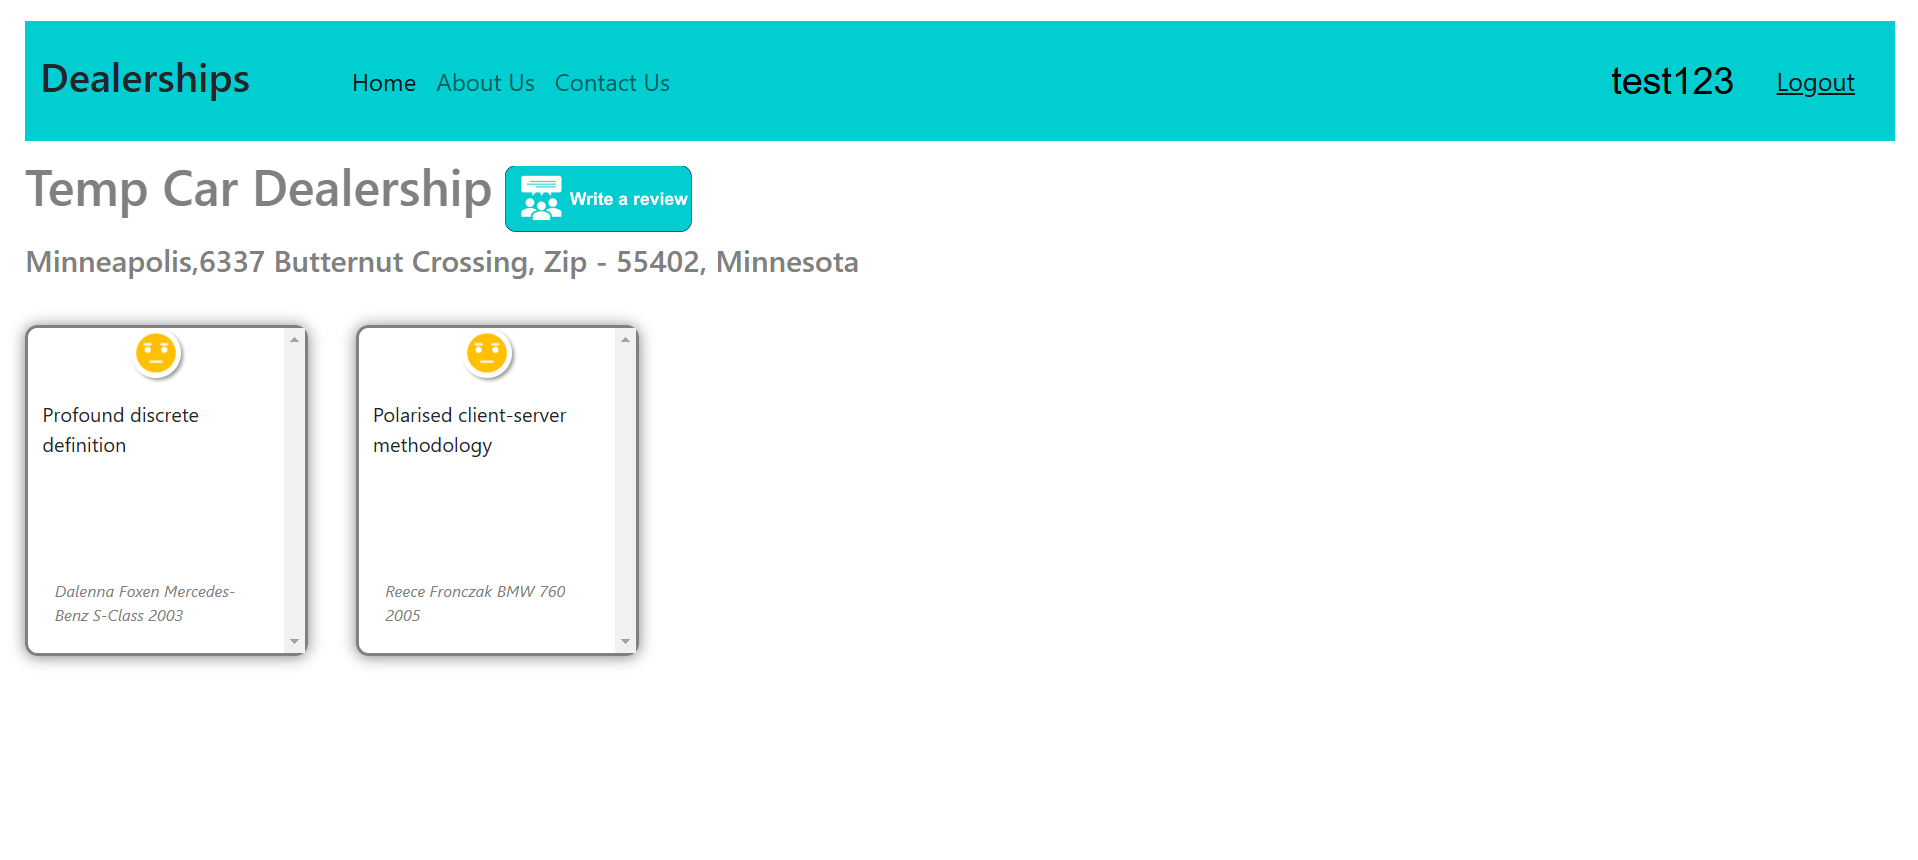 Dealerships Home About Us Contact Us test123 Logout
Temp Car Dealership Write a review
Minneapolis,6337 Butternut Crossing, Zip - 55402, Minnesota
Profound discrete
definition
Dalenna Foxen Mercedes-
Benz S-Class 2003
Polarised client-server
methodology
Reece Fronczak BMW 760
2005